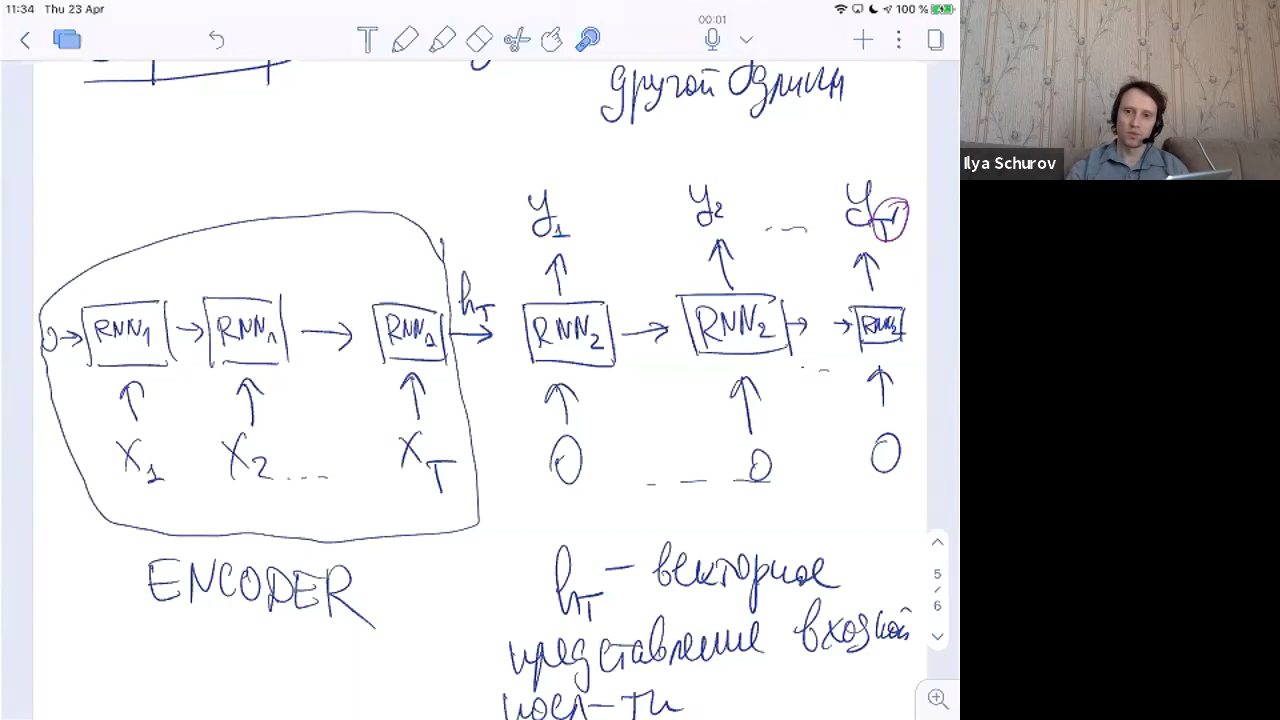 11:34 Thu 23 Apr
100 %
00:01
T
Ilya Schurov
другой длины
y1 y2 ... yT'
hT
0 → RNN1 → RNN1 → RNN1 → RNN2 → RNN2 → → RNN2
x1 x2 ... xT 0 ... 0 0
ENCODER
hT – векторное
представление входной
посл-ти
5
/
6